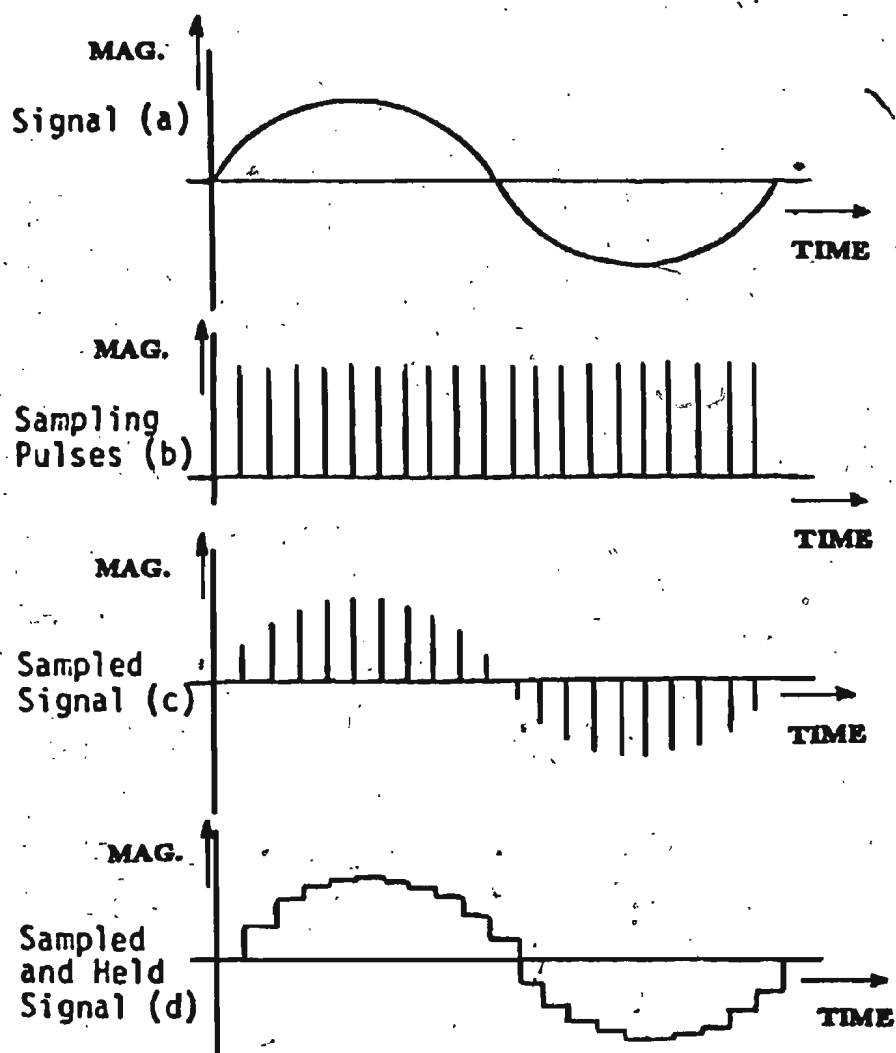 MAG.
Signal (a)
TIME
MAG.
Sampling
Pulses (b)
TIME
MAG.
Sampled
Signal (c)
TIME
MAG.
Sampled
and Held
Signal (d)
TIME